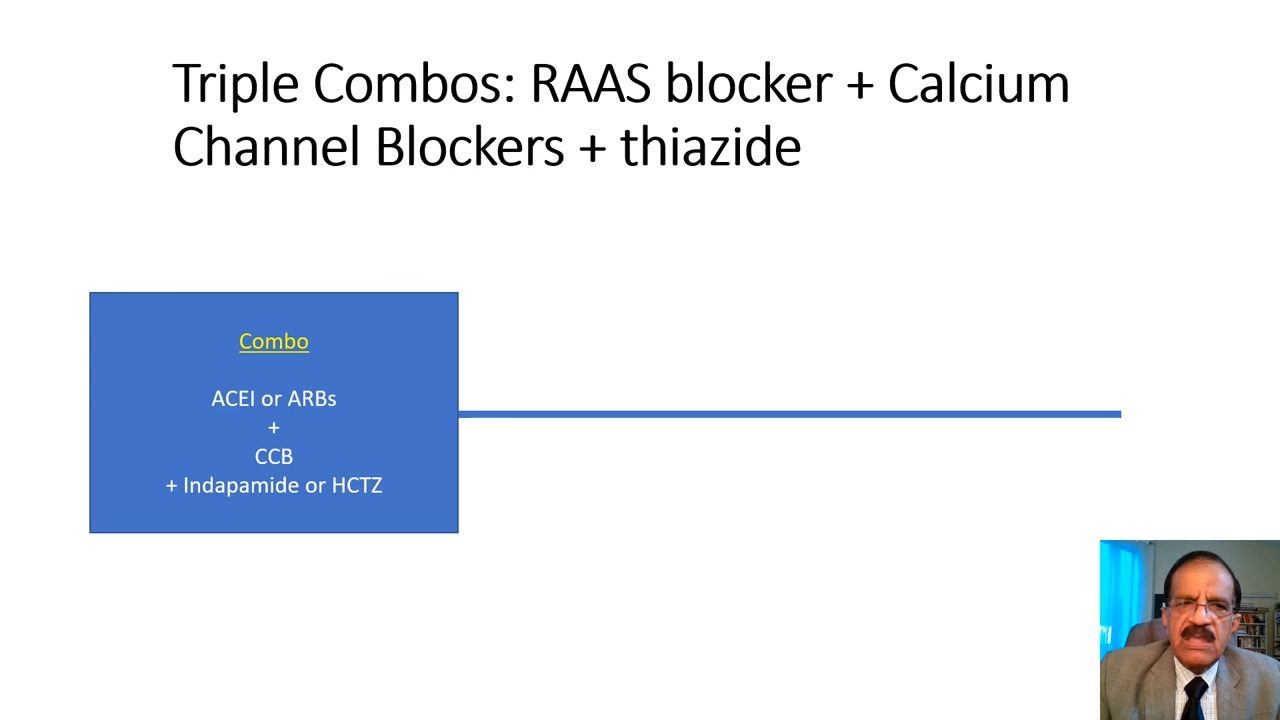 Triple Combos: RAAS blocker + Calcium
Channel Blockers + thiazide
Combo
ACEI or ARBs
+
CCB
+ Indapamide or HCTZ